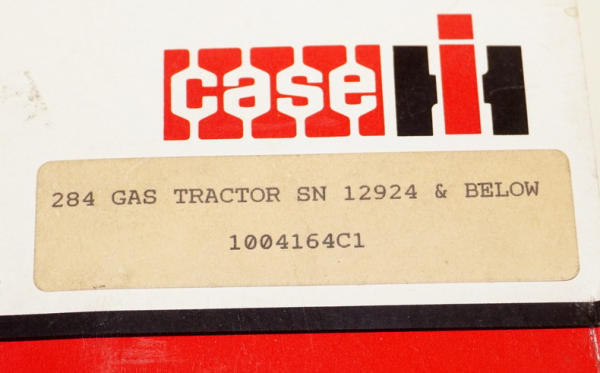 case IH
284 GAS TRACTOR SN 12924 & BELOW
1004164C1